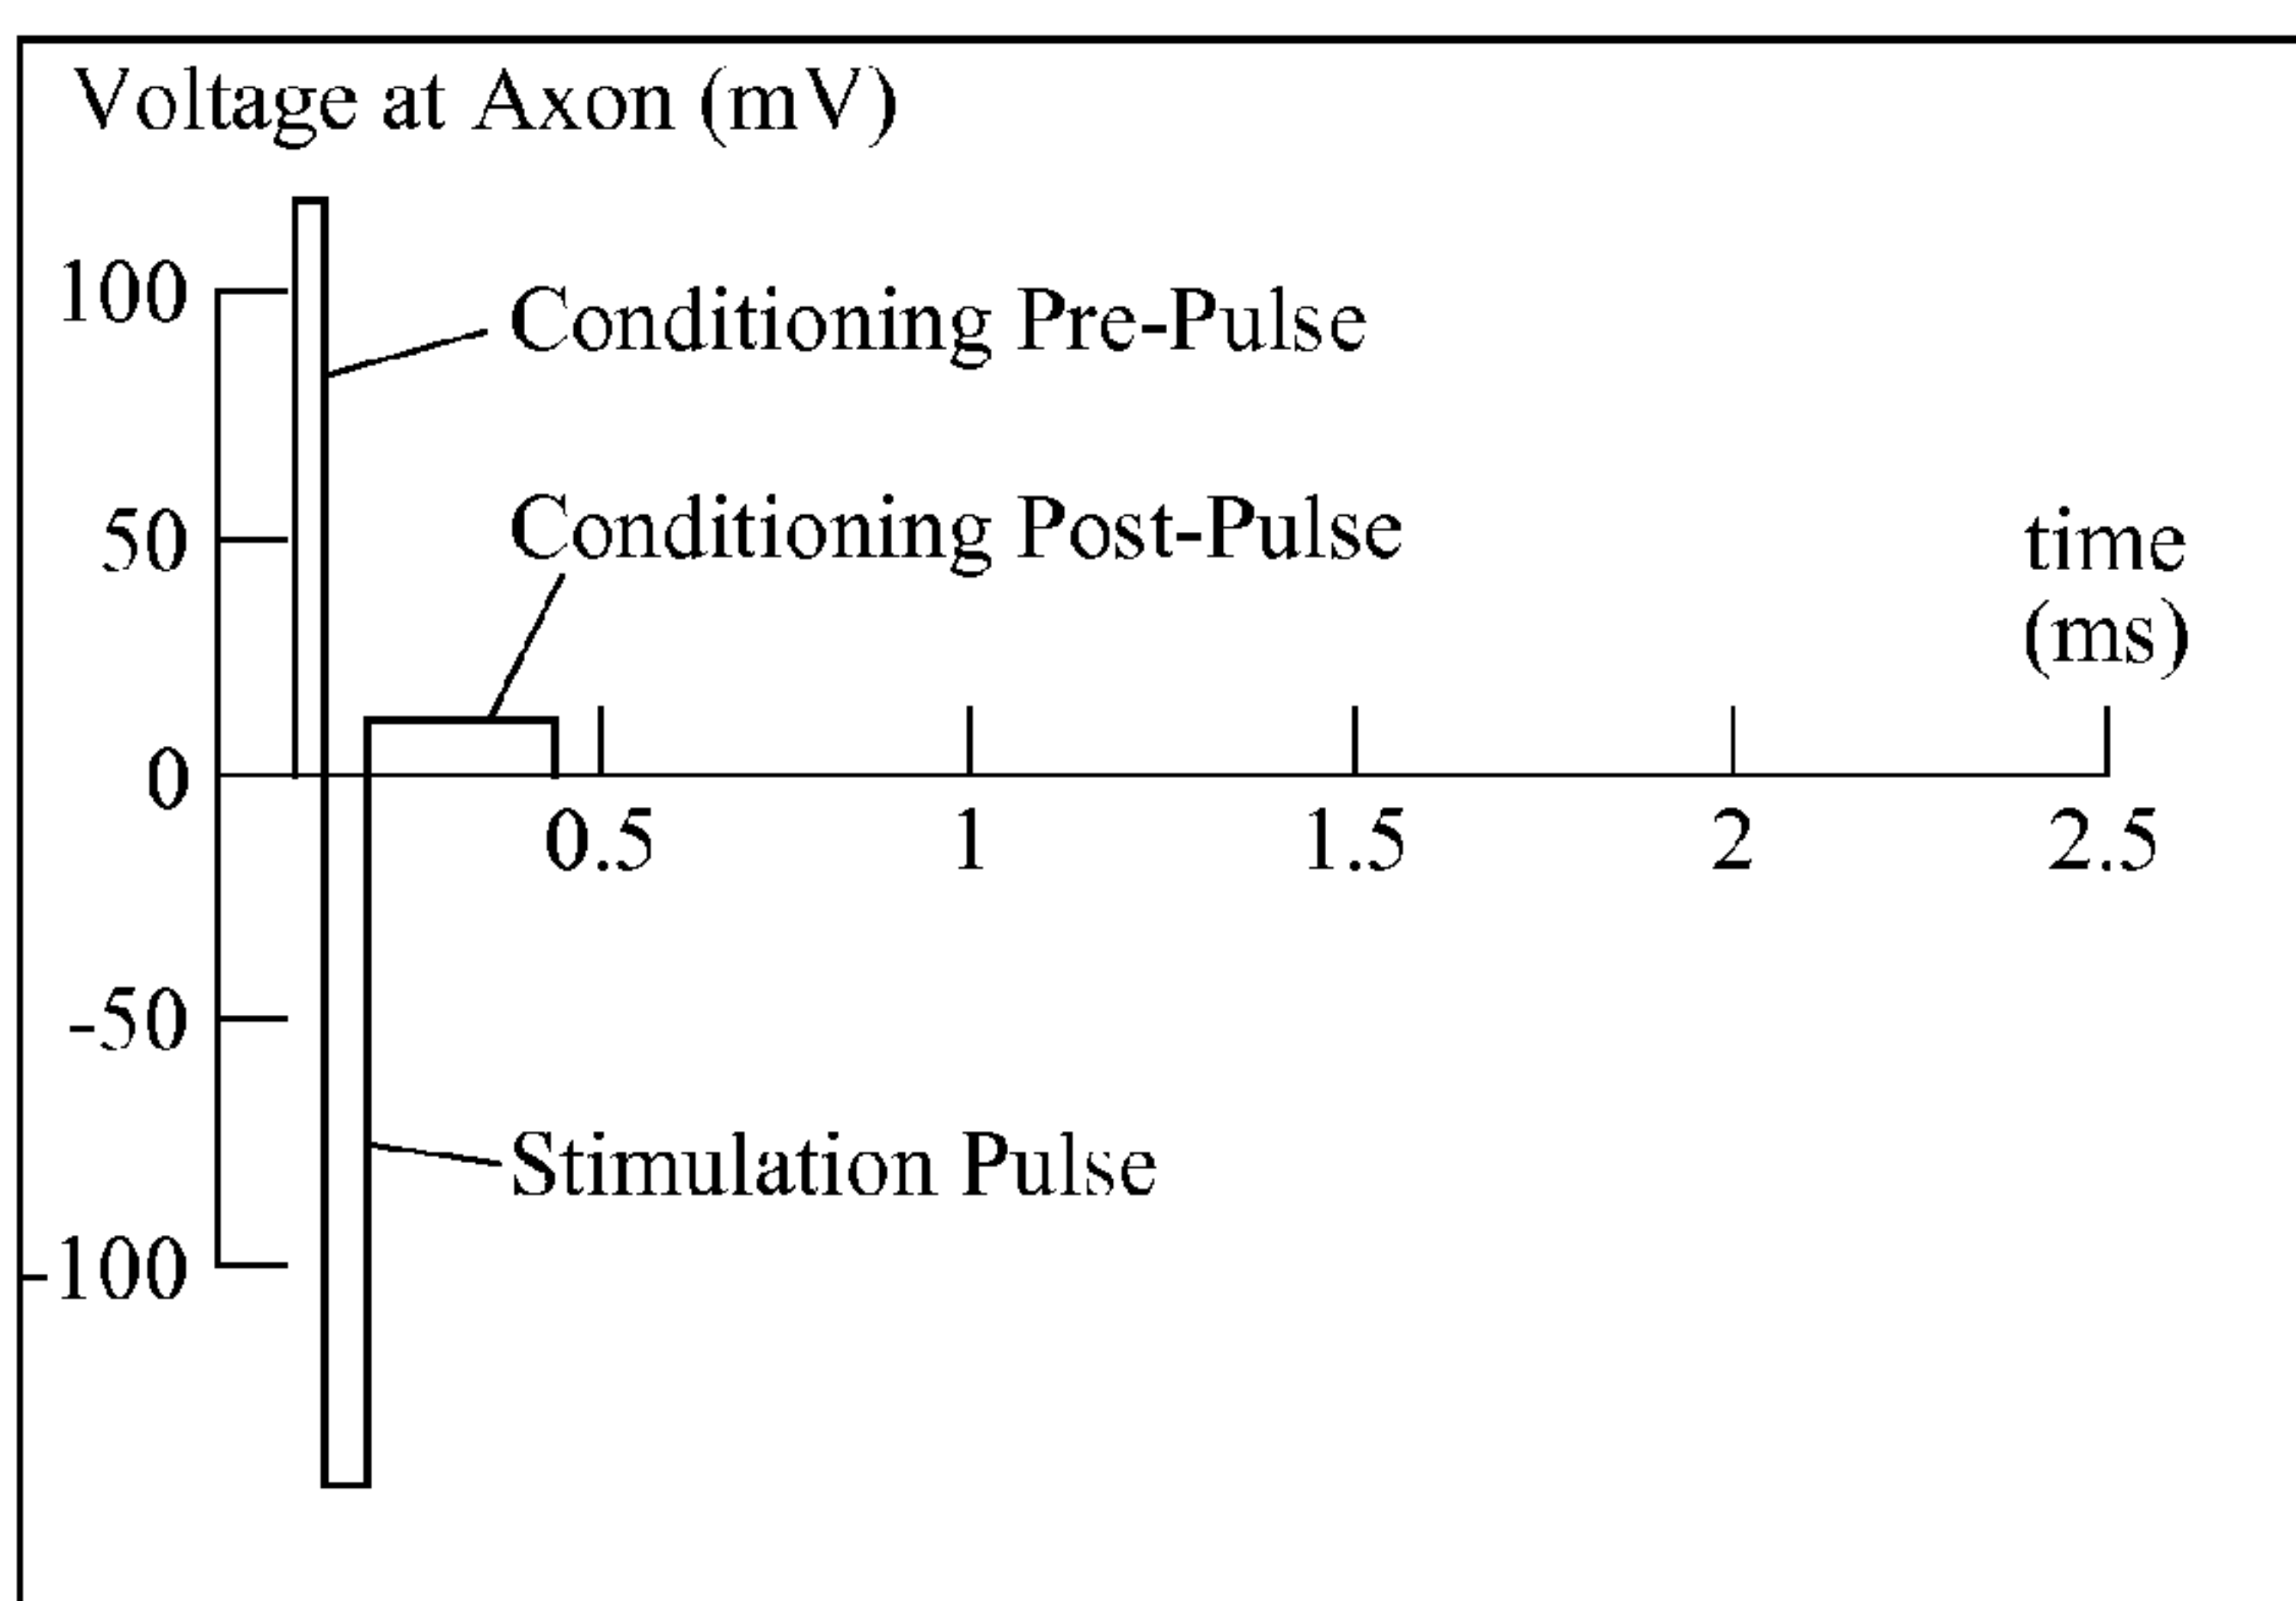 Voltage at Axon (mV)
100
Conditioning Pre-Pulse
50
Conditioning Post-Pulse
time
(ms)
0
0.5 1 1.5 2 2.5
-50
Stimulation Pulse
-100